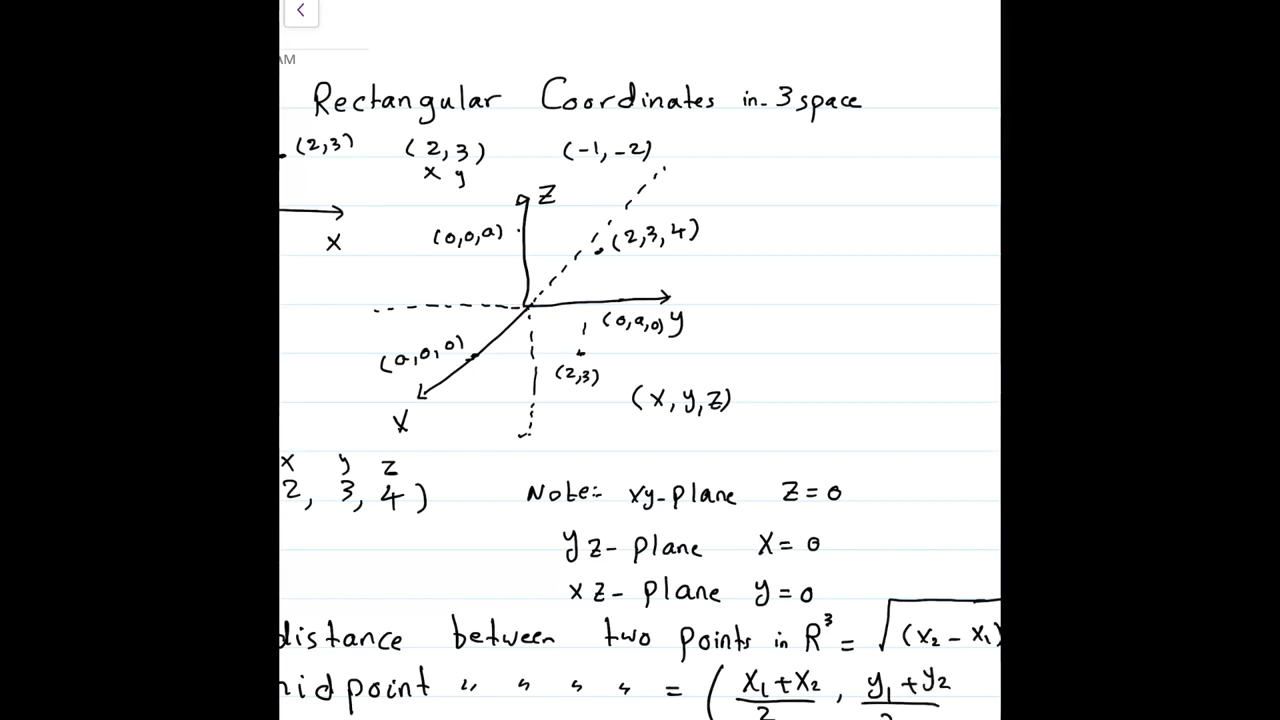 AM
Rectangular Coordinates in 3 space
(2,3) (2,3) (-1,-2)
x y
z
(0,0,a) (2,3,4)
x
(0,a,0) y
(a,0,0)
(2,3)
(x,y,z)
x
x y z
2, 3, 4) Note:- xy-plane z=0
yz-plane x=0
xz-plane y=0
distance between two points in R³ = √(x₂ - x₁)
midpoint " " " " = (x₁+x₂/2, y₁+y₂/2